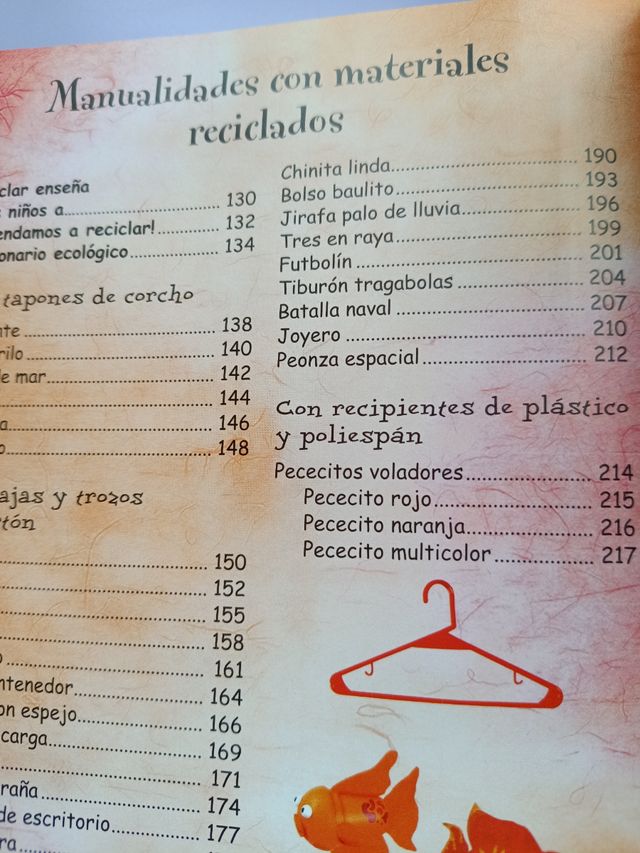 Manualidades con materiales
reciclados
clar enseña
niños a.......... 130
endamos a reciclar!.......... 132
onario ecológico.......... 134
tapones de corcho
nte.......... 138
rilo.......... 140
de mar.......... 142
.......... 144
a.......... 146
o.......... 148
ajas y trozos
tón
.......... 150
.......... 152
.......... 155
.......... 158
o.......... 161
ntenedor.......... 164
on espejo.......... 166
carga.......... 169
.......... 171
raña.......... 174
de escritorio.......... 177
ra..........
Chinita linda.......... 190
Bolso baulito.......... 193
Jirafa palo de lluvia.......... 196
Tres en raya.......... 199
Futbolín.......... 201
Tiburón tragabolas.......... 204
Batalla naval.......... 207
Joyero.......... 210
Peonza espacial.......... 212
Con recipientes de plástico
y poliespán
Pececitos voladores.......... 214
Pececito rojo.......... 215
Pececito naranja.......... 216
Pececito multicolor.......... 217